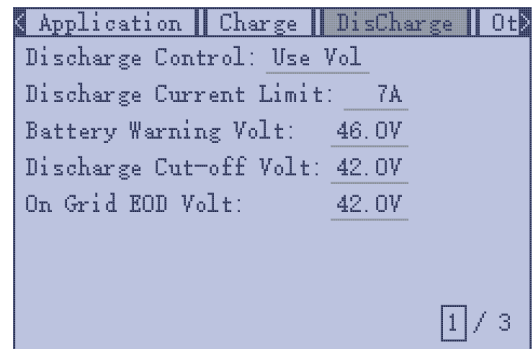 Application Charge DisCharge Ot
Discharge Control: Use Vol
Discharge Current Limit: 7A
Battery Warning Volt: 46.0V
Discharge Cut-off Volt: 42.0V
On Grid EOD Volt: 42.0V
1 / 3